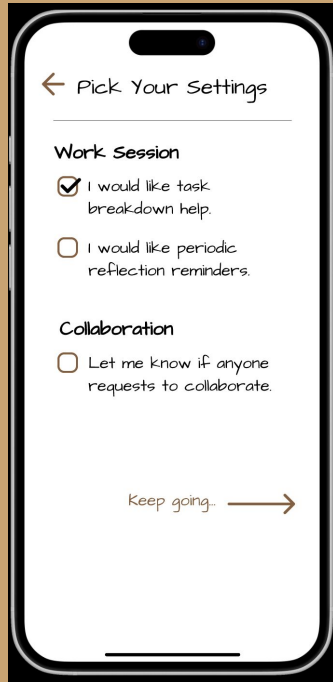 Pick Your Settings
Work Session
I would like task
breakdown help.
I would like periodic
reflection reminders.
Collaboration
Let me know if anyone
requests to collaborate.
Keep going...